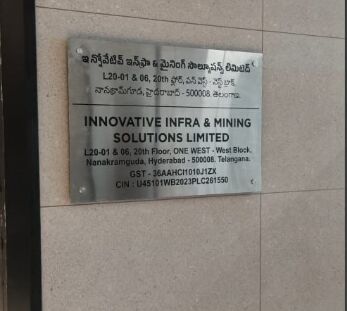 ఇన్నోవేటివ్ ఇన్‌ఫ్రా & మైనింగ్ సొల్యూషన్స్ లిమిటెడ్
L20-01 & 06, 20th ఫ్లోర్, వన్ వెస్ట్ - వెస్ట్ బ్లాక్,
నానక్రామ్‌గూడ, హైదరాబాద్ - 500008, తెలంగాణ.
INNOVATIVE INFRA & MINING
SOLUTIONS LIMITED
L20-01 & 06, 20th Floor, ONE WEST - West Block,
Nanakramguda, Hyderabad - 500008. Telangana.
GST - 36AAHCI1010J1ZX
CIN : U45101WB2023PLC261550